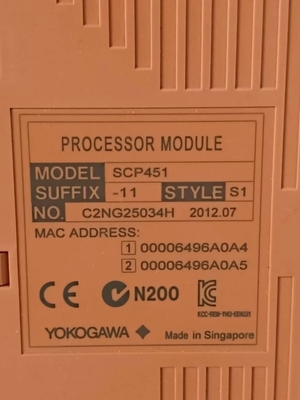 PROCESSOR MODULE
MODEL SCP451
SUFFIX -11 STYLE S1
NO. C2NG25034H 2012.07
MAC ADDRESS:
1 00006496A0A4
2 00006496A0A5
CE N200
YOKOGAWA Made in Singapore